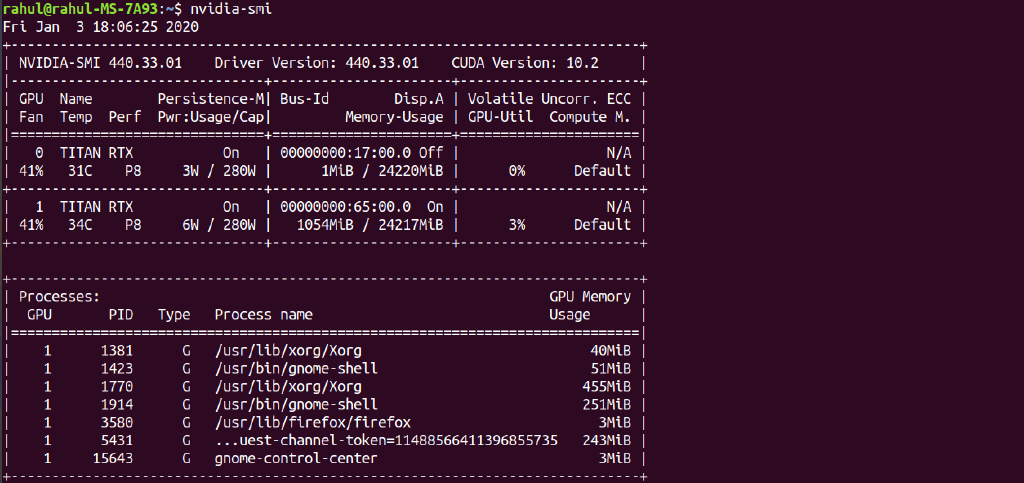 rahul@rahul-MS-7A93:~$ nvidia-smi
Fri Jan  3 18:06:25 2020
+-----------------------------------------------------------------------------+
| NVIDIA-SMI 440.33.01    Driver Version: 440.33.01    CUDA Version: 10.2     |
|-------------------------------+----------------------+----------------------+
| GPU  Name        Persistence-M| Bus-Id        Disp.A | Volatile Uncorr. ECC |
| Fan  Temp  Perf  Pwr:Usage/Cap|         Memory-Usage | GPU-Util  Compute M. |
|===============================+======================+======================|
|   0  TITAN RTX           On   | 00000000:17:00.0 Off |                  N/A |
| 41%   31C    P8     3W / 280W |      1MiB / 24220MiB |      0%      Default |
+-------------------------------+----------------------+----------------------+
|   1  TITAN RTX           On   | 00000000:65:00.0  On |                  N/A |
| 41%   34C    P8     6W / 280W |   1054MiB / 24217MiB |      3%      Default |
+-------------------------------+----------------------+----------------------+
+-----------------------------------------------------------------------------+
| Processes:                                                       GPU Memory |
|  GPU       PID   Type   Process name                             Usage      |
|=============================================================================|
|    1      1381      G   /usr/lib/xorg/Xorg                            40MiB |
|    1      1423      G   /usr/bin/gnome-shell                          51MiB |
|    1      1770      G   /usr/lib/xorg/Xorg                           455MiB |
|    1      1914      G   /usr/bin/gnome-shell                         251MiB |
|    1      3580      G   /usr/lib/firefox/firefox                       3MiB |
|    1      5431      G   ...uest-channel-token=11488566411396855735   243MiB |
|    1     15643      G   gnome-control-center                           3MiB |
+-----------------------------------------------------------------------------+